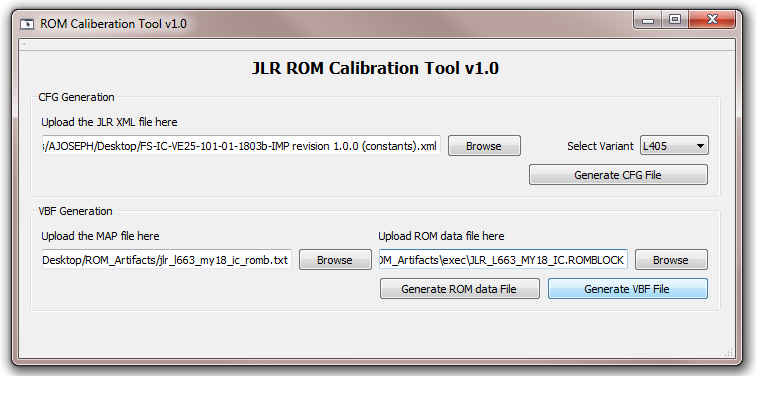 ROM Caliberation Tool v1.0
JLR ROM Calibration Tool v1.0
CFG Generation
Upload the JLR XML file here
:/AJOSEPH/Desktop/FS-IC-VE25-101-01-1803b-IMP revision 1.0.0 (constants).xml Browse Select Variant L405
Generate CFG File
VBF Generation
Upload the MAP file here Upload ROM data file here
Desktop/ROM_Artifacts/jlr_l663_my18_ic_romb.txt Browse OM_Artifacts\exec\JLR_L663_MY18_IC.ROMBLOCK Browse
Generate ROM data File Generate VBF File